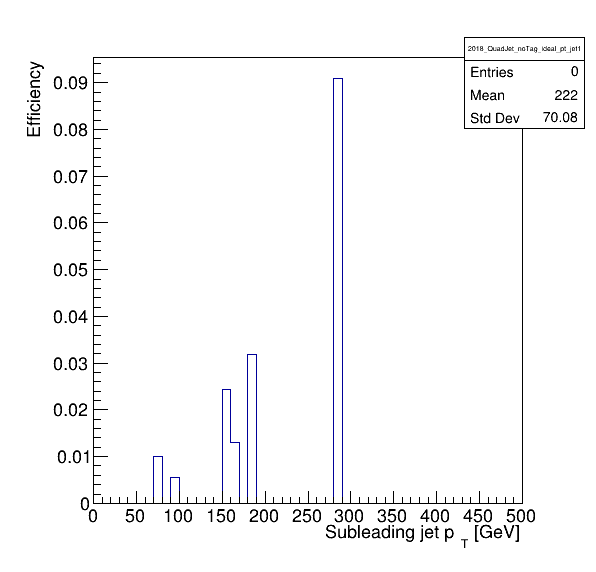 2018_QuadJet_noTag_ideal_pt_jet1
Entries 0
Mean 222
Std Dev 70.08
Efficiency
0.09
0.08
0.07
0.06
0.05
0.04
0.03
0.02
0.01
0
0 50 100 150 200 250 300 350 400 450 500
Subleading jet p T [GeV]